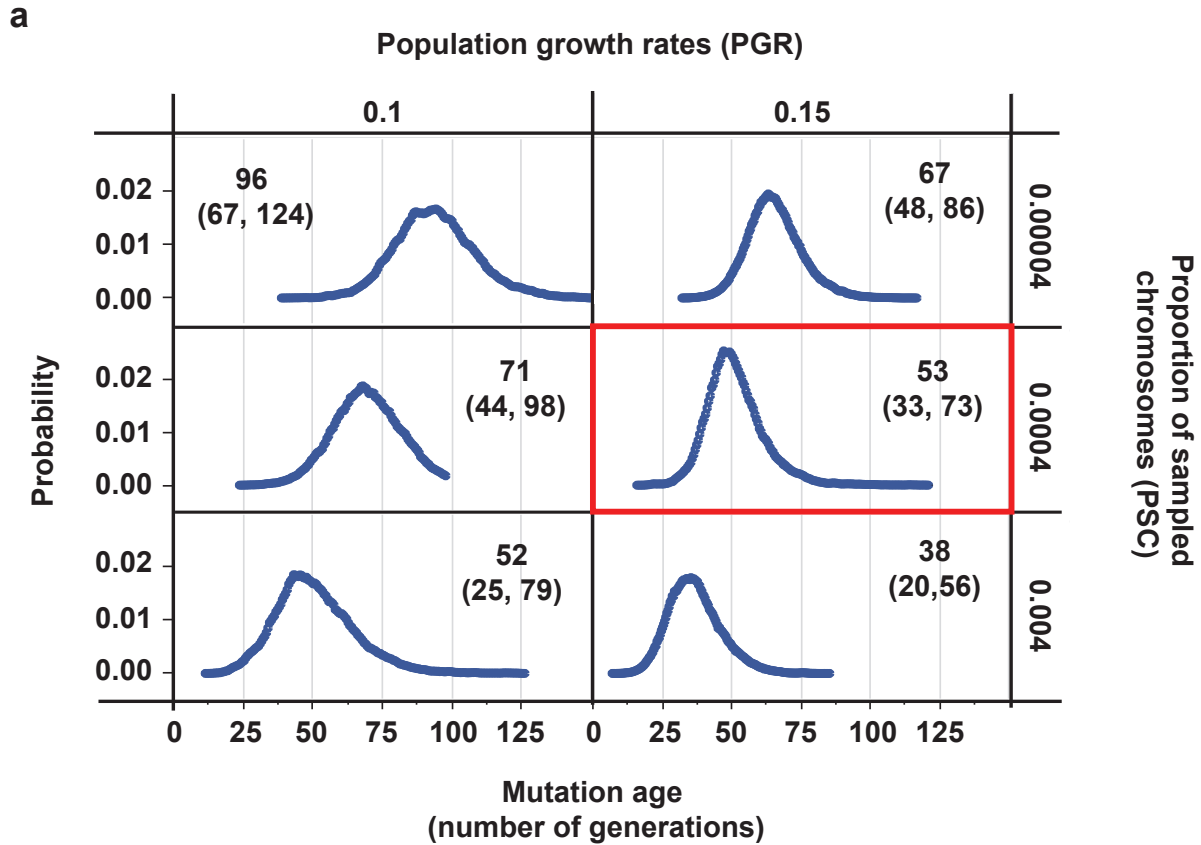 a
Population growth rates (PGR)
0.1
0.15
0.02
0.01
0.00
96
(67, 124)
67
(48, 86)
0.00004
0.02
0.01
0.00
71
(44, 98)
53
(33, 73)
0.0004
0.02
0.01
0.00
52
(25, 79)
38
(20,56)
0.004
Probability
Proportion of sampled
chromosomes (PSC)
0 25 50 75 100 125
0 25 50 75 100 125
Mutation age
(number of generations)